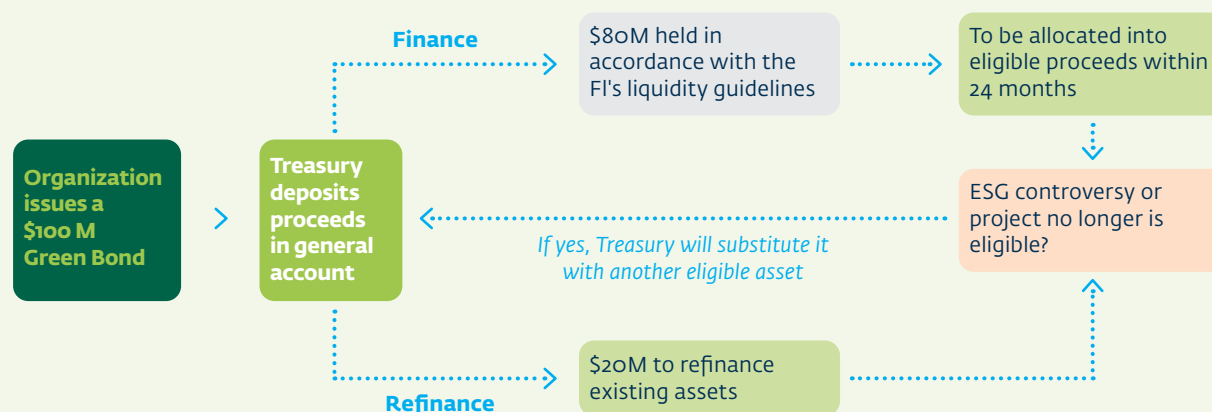 Organization
issues a
$100 M
Green Bond
Treasury
deposits
proceeds
in general
account
Finance
$80M held in
accordance with the
FI's liquidity guidelines
To be allocated into
eligible proceeds within
24 months
ESG controversy or
project no longer is
eligible?
If yes, Treasury will substitute it
with another eligible asset
Refinance
$20M to refinance
existing assets